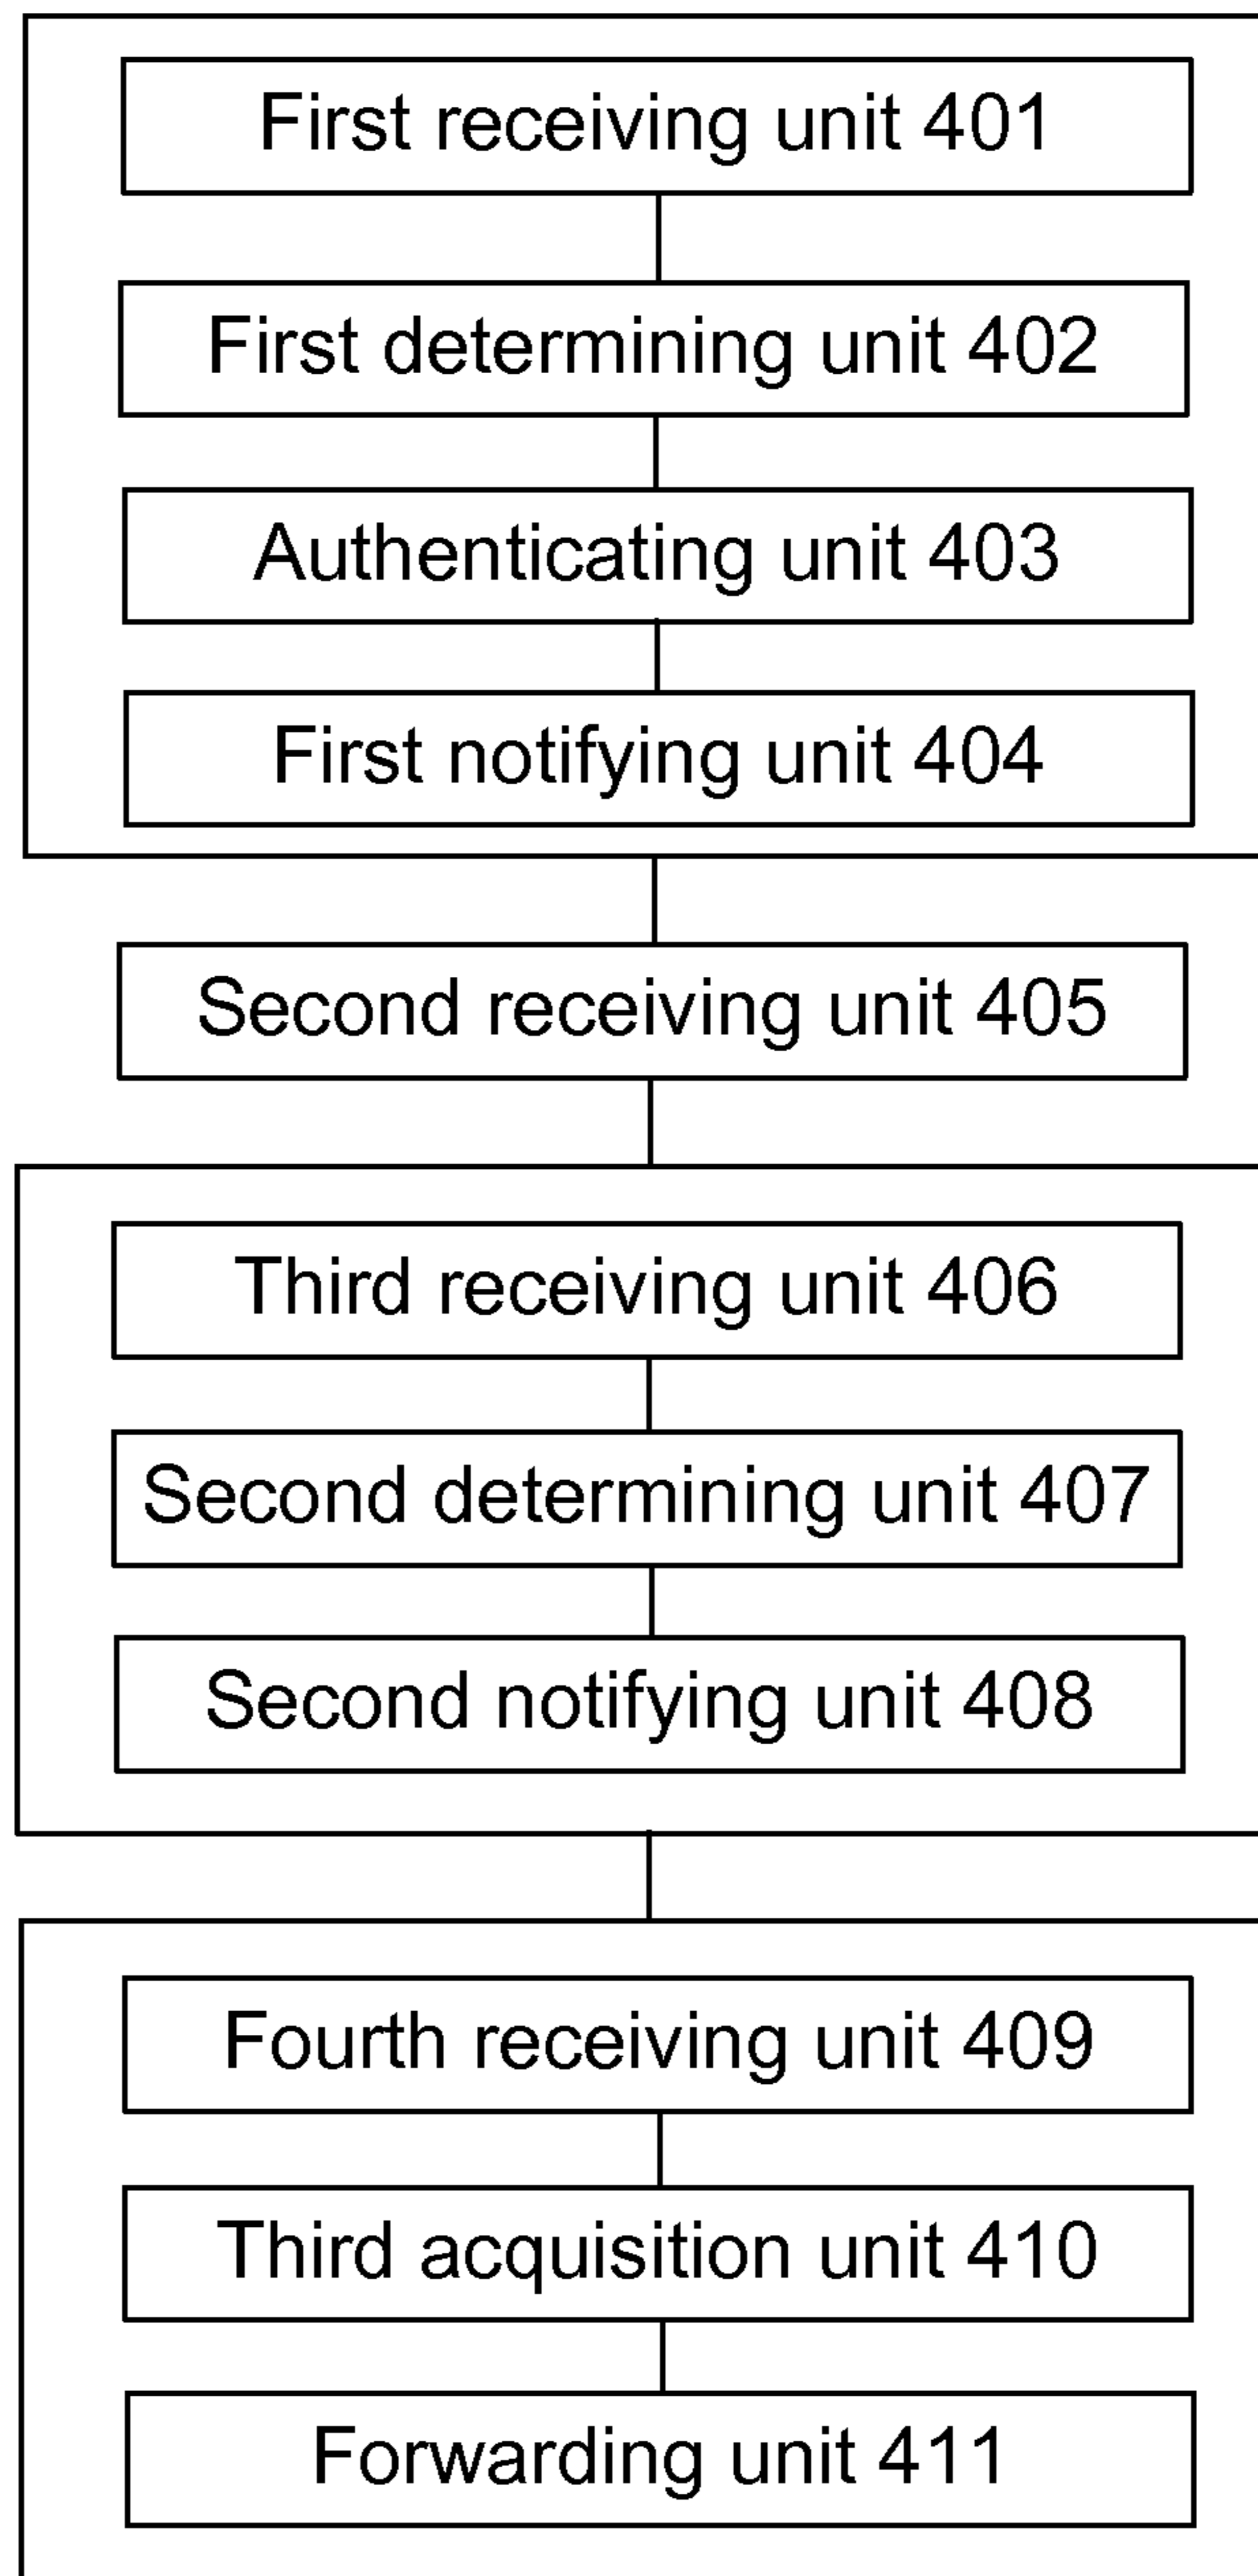 First receiving unit 401
First determining unit 402
Authenticating unit 403
First notifying unit 404
Second receiving unit 405
Third receiving unit 406
Second determining unit 407
Second notifying unit 408
Fourth receiving unit 409
Third acquisition unit 410
Forwarding unit 411